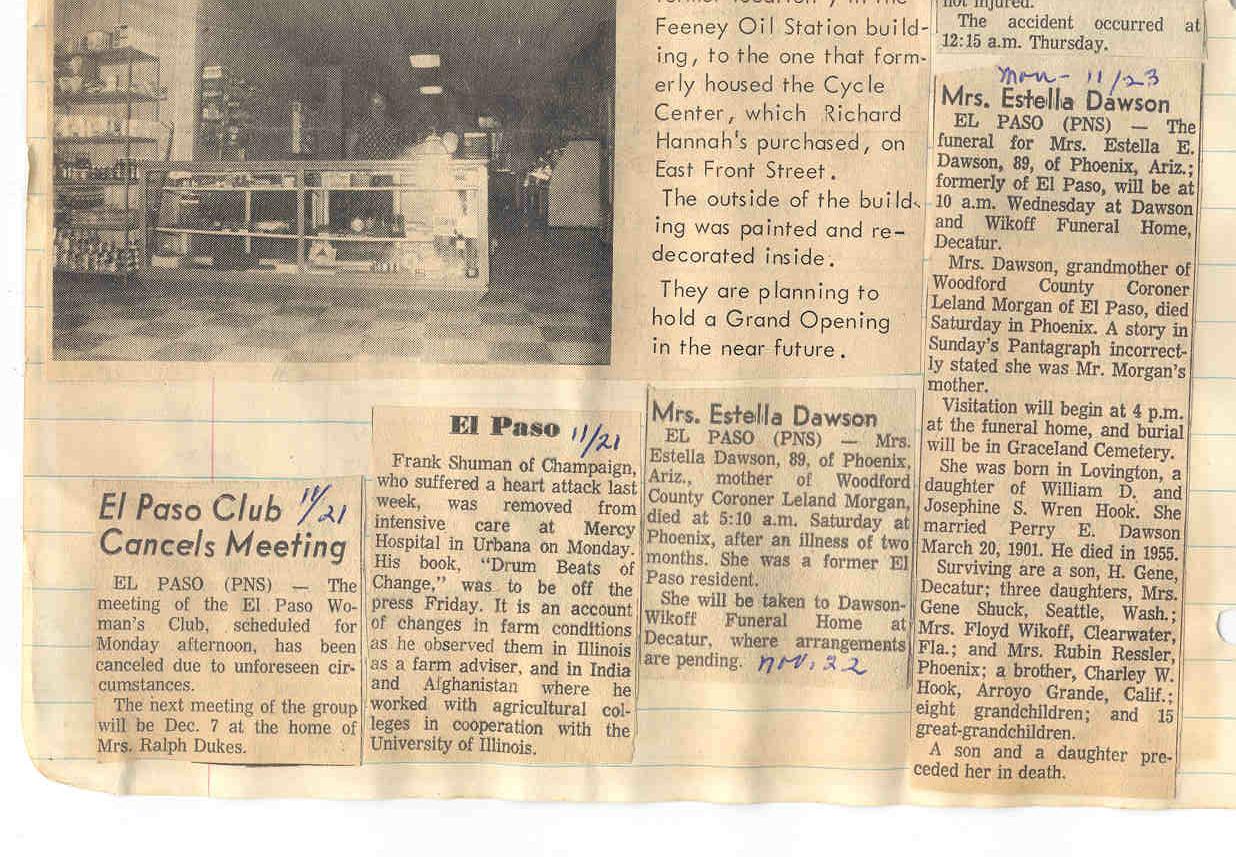 Feeney Oil Station build-
ing, to the one that form-
erly housed the Cycle
Center, which Richard
Hannah's purchased, on
East Front Street.
The outside of the build-
ing was painted and re-
decorated inside.
They are planning to
hold a Grand Opening
in the near future.
not injured.
The accident occurred at
12:15 a.m. Thursday.
mon - 11/23
Mrs. Estella Dawson
EL PASO (PNS) — The
funeral for Mrs. Estella E.
Dawson, 89, of Phoenix, Ariz.;
formerly of El Paso, will be at
10 a.m. Wednesday at Dawson
and Wikoff Funeral Home,
Decatur.
Mrs. Dawson, grandmother of
Woodford County Coroner
Leland Morgan of El Paso, died
Saturday in Phoenix. A story in
Sunday's Pantagraph incorrect-
ly stated she was Mr. Morgan's
mother.
Visitation will begin at 4 p.m.
at the funeral home, and burial
will be in Graceland Cemetery.
She was born in Lovington, a
daughter of William D. and
Josephine S. Wren Hook. She
married Perry E. Dawson
March 20, 1901. He died in 1955.
Surviving are a son, H. Gene,
Decatur; three daughters, Mrs.
Gene Shuck, Seattle, Wash.;
Mrs. Floyd Wikoff, Clearwater,
Fla.; and Mrs. Rubin Ressler,
Phoenix; a brother, Charley W.
Hook, Arroyo Grande, Calif.;
eight grandchildren; and 15
great-grandchildren.
A son and a daughter pre-
ceded her in death.
El Paso Club 11/21
Cancels Meeting
EL PASO (PNS) — The
meeting of the El Paso Wo-
man's Club, scheduled for
Monday afternoon, has been
canceled due to unforeseen cir-
cumstances.
The next meeting of the group
will be Dec. 7 at the home of
Mrs. Ralph Dukes.
El Paso 11/21
Frank Shuman of Champaign,
who suffered a heart attack last
week, was removed from
intensive care at Mercy
Hospital in Urbana on Monday.
His book, "Drum Beats of
Change," was to be off the
press Friday. It is an account
of changes in farm conditions
as he observed them in Illinois
as a farm adviser, and in India
and Afghanistan where he
worked with agricultural col-
leges in cooperation with the
University of Illinois.
Mrs. Estella Dawson
EL PASO (PNS) — Mrs.
Estella Dawson, 89, of Phoenix,
Ariz., mother of Woodford
County Coroner Leland Morgan,
died at 5:10 a.m. Saturday at
Phoenix, after an illness of two
months. She was a former El
Paso resident.
She will be taken to Dawson-
Wikoff Funeral Home at
Decatur, where arrangements
are pending. nov. 22